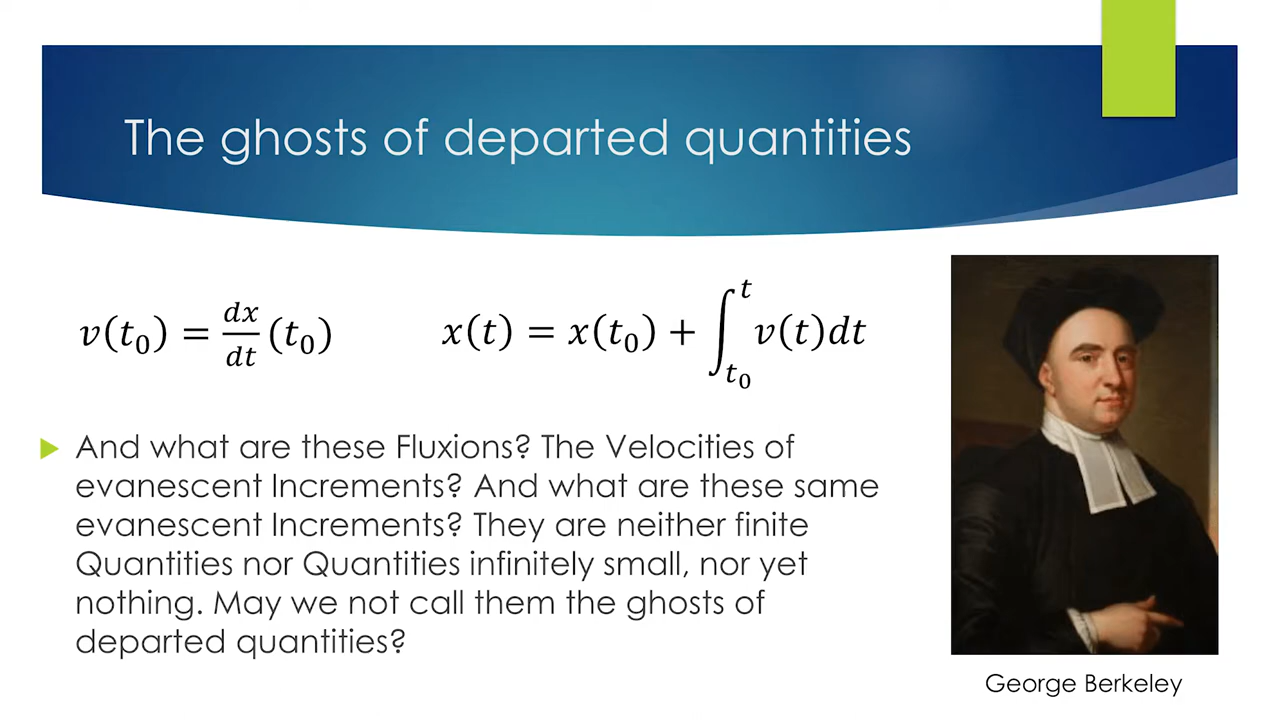 The ghosts of departed quantities
v(t₀) = dx/dt (t₀)
x(t) = x(t₀) + ∫_{t₀}^{t} v(t)dt
And what are these Fluxions? The Velocities of
evanescent Increments? And what are these same
evanescent Increments? They are neither finite
Quantities nor Quantities infinitely small, nor yet
nothing. May we not call them the ghosts of
departed quantities?
George Berkeley